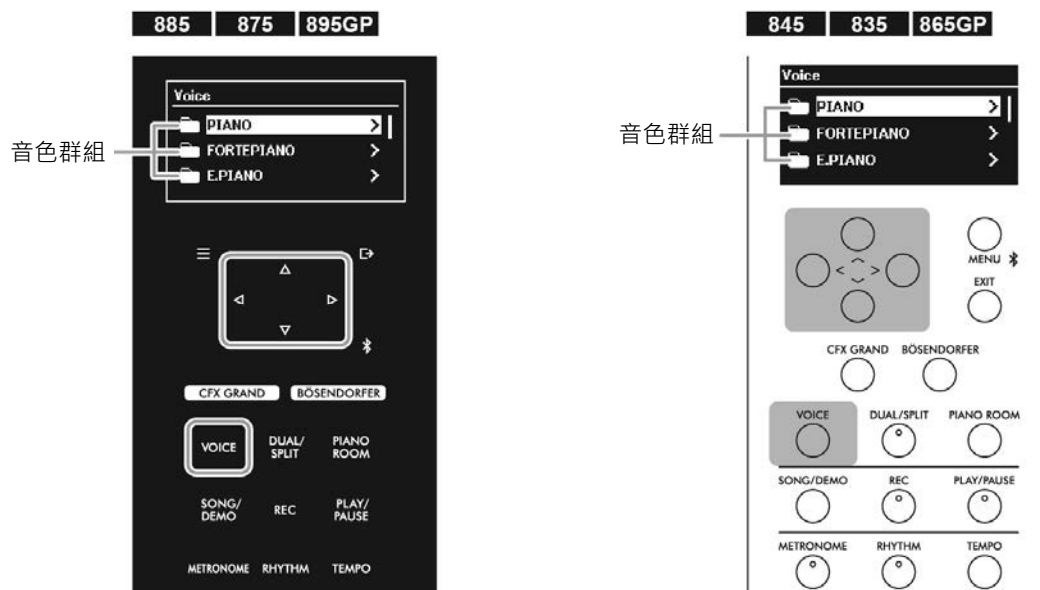 885 875 895GP
Voice
PIANO
FORTEPIANO
E.PIANO
音色群組
CFX GRAND BÖSENDORFER
VOICE DUAL/ SPLIT PIANO ROOM
SONG/ DEMO REC PLAY/ PAUSE
METRONOME RHYTHM TEMPO
845 835 865GP
Voice
PIANO
FORTEPIANO
E.PIANO
音色群組
MENU
EXIT
CFX GRAND BÖSENDORFER
VOICE DUAL/SPLIT PIANO ROOM
SONG/DEMO REC PLAY/PAUSE
METRONOME RHYTHM TEMPO